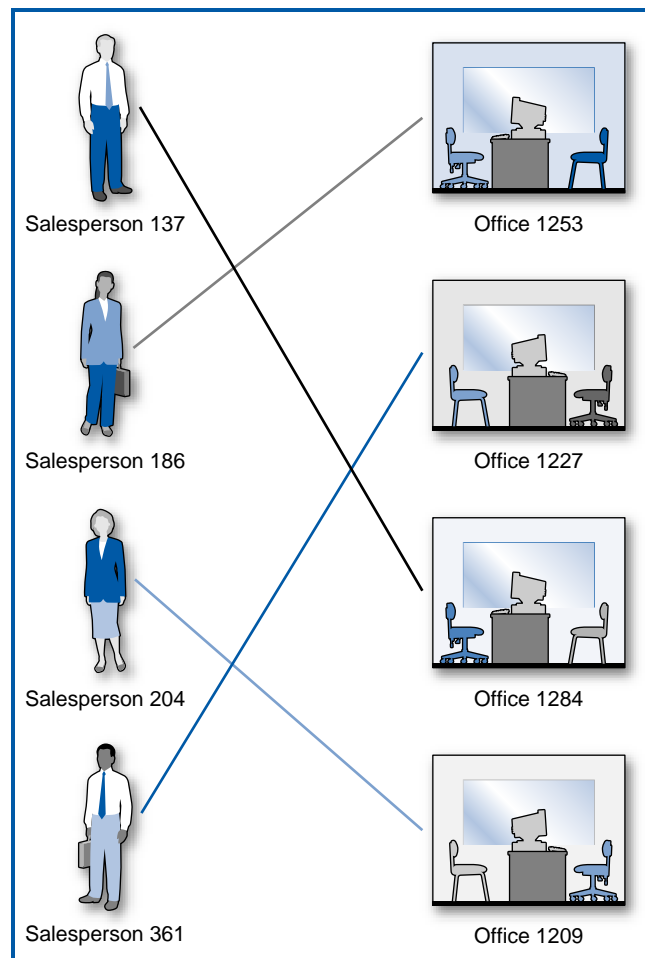 Salesperson 137
Office 1253
Salesperson 186
Office 1227
Salesperson 204
Office 1284
Salesperson 361
Office 1209